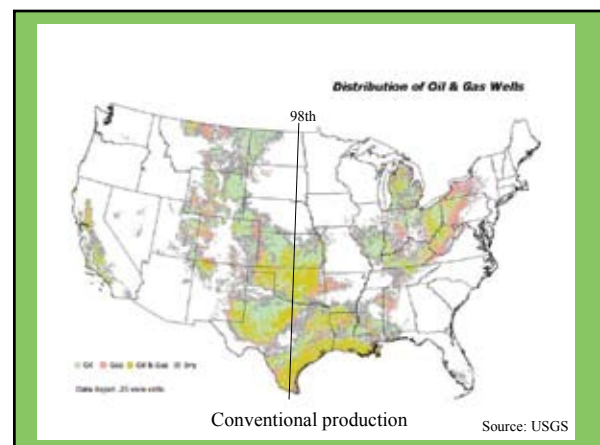 Distribution of Oil & Gas Wells
98th
Oil Gas Oil & Gas Dry
Conventional production
Source: USGS